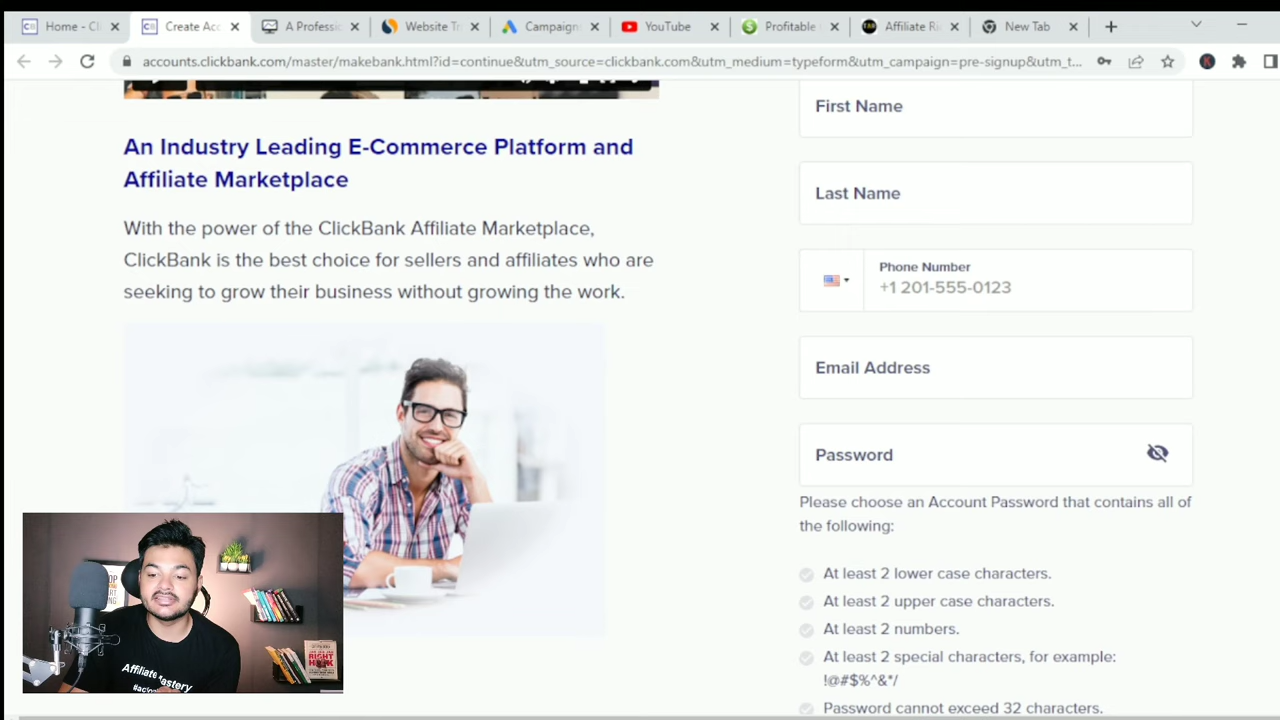 Home - Cl
Create Acc
A Profession
Website Tr
Campaign
YouTube
Profitable
Affiliate Ri
New Tab
accounts.clickbank.com/master/makebank.html?id=continue&utm_source=clickbank.com&utm_medium=typeform&utm_campaign=pre-signup&utm_t...
An Industry Leading E-Commerce Platform and
Affiliate Marketplace
With the power of the ClickBank Affiliate Marketplace,
ClickBank is the best choice for sellers and affiliates who are
seeking to grow their business without growing the work.
First Name
Last Name
Phone Number
+1 201-555-0123
Email Address
Password
Please choose an Account Password that contains all of
the following:
At least 2 lower case characters.
At least 2 upper case characters.
At least 2 numbers.
At least 2 special characters, for example:
!@#$%^&*/
Password cannot exceed 32 characters.
Affiliate Mastery
RIGHT